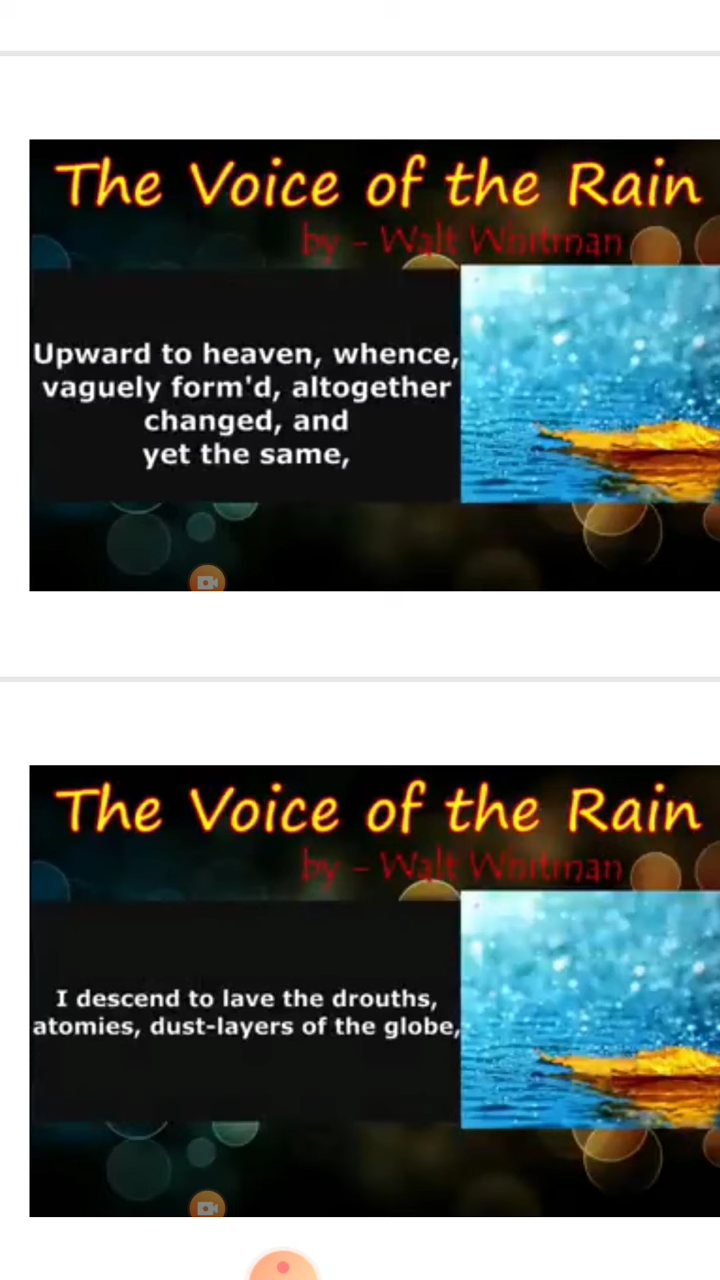 The Voice of the Rain
by - Walt Whitman
Upward to heaven, whence,
vaguely form'd, altogether
changed, and
yet the same,
The Voice of the Rain
by - Walt Whitman
I descend to lave the drouths,
atomies, dust-layers of the globe,